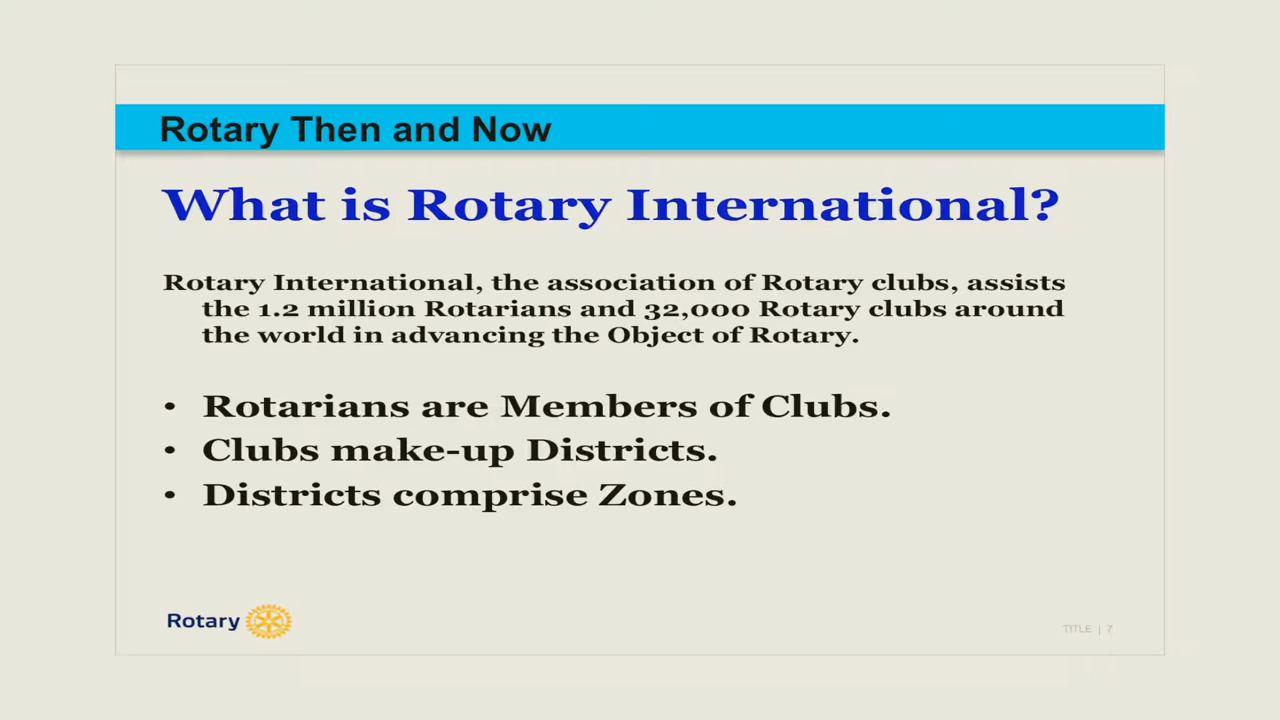 Rotary Then and Now
What is Rotary International?
Rotary International, the association of Rotary clubs, assists
the 1.2 million Rotarians and 32,000 Rotary clubs around
the world in advancing the Object of Rotary.
• Rotarians are Members of Clubs.
• Clubs make-up Districts.
• Districts comprise Zones.
Rotary
TITLE | 7